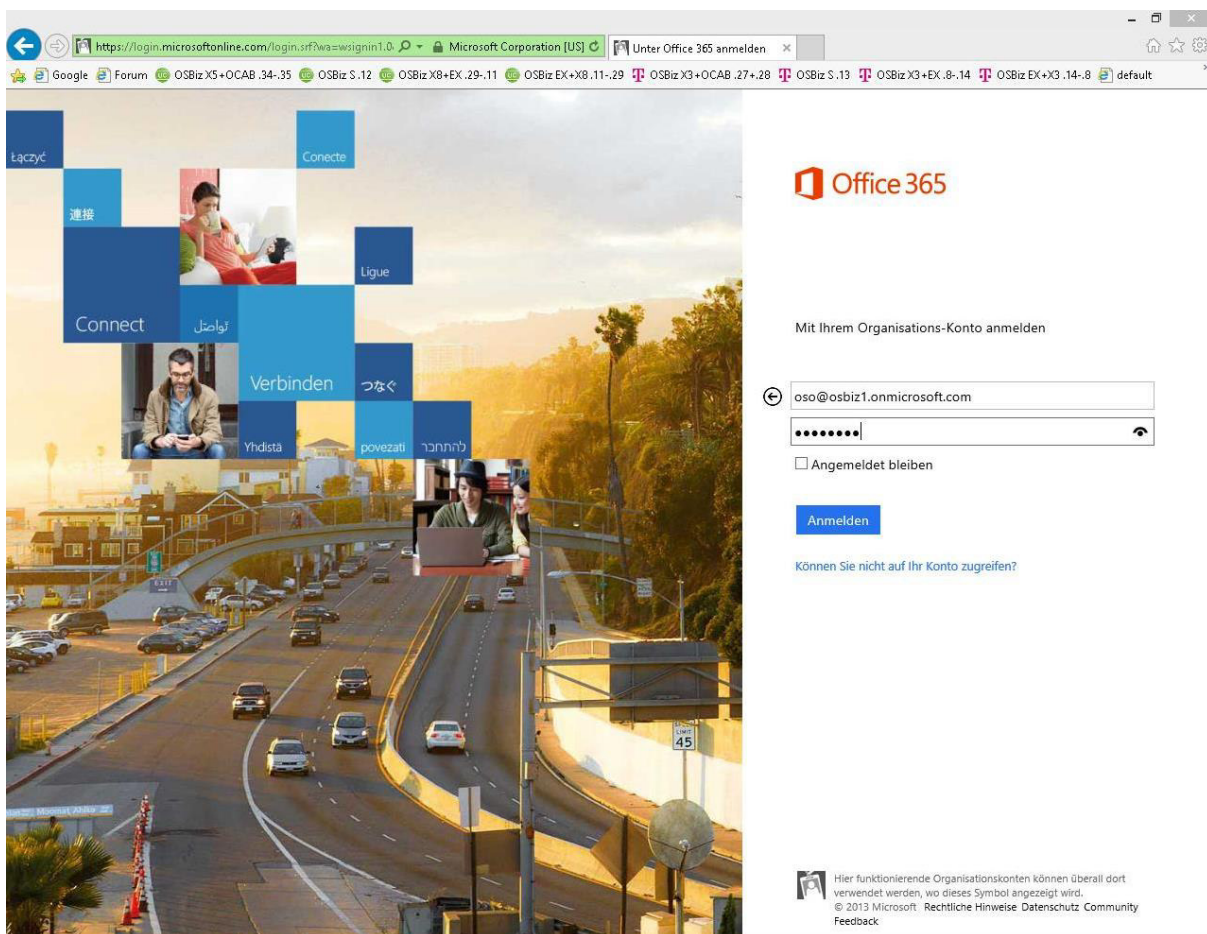 https://login.microsoftonline.com/login.srf?wa=wsignin1.0. Microsoft Corporation [US] Unter Office 365 anmelden
Google Forum OSBiz X5+OCAB .34-.35 OSBiz S .12 OSBiz X8+EX .29-.11 OSBiz EX+X8 .11-.29 OSBiz X3+OCAB .27+.28 OSBiz S .13 OSBiz X3+EX .8-.14 OSBiz EX+X3 .14-.8 default
Łączyć
Conecte
連接
Ligue
Connect
تواصَل
Verbinden
つなぐ
Yhdistä
povezati
להתחבר
EXIT
LIMIT
45
Office 365
Mit Ihrem Organisations-Konto anmelden
oso@osbiz1.onmicrosoft.com
••••••••
Angemeldet bleiben
Anmelden
Können Sie nicht auf Ihr Konto zugreifen?
Hier funktionierende Organisationskonten können überall dort
verwendet werden, wo dieses Symbol angezeigt wird.
© 2013 Microsoft Rechtliche Hinweise Datenschutz Community
Feedback